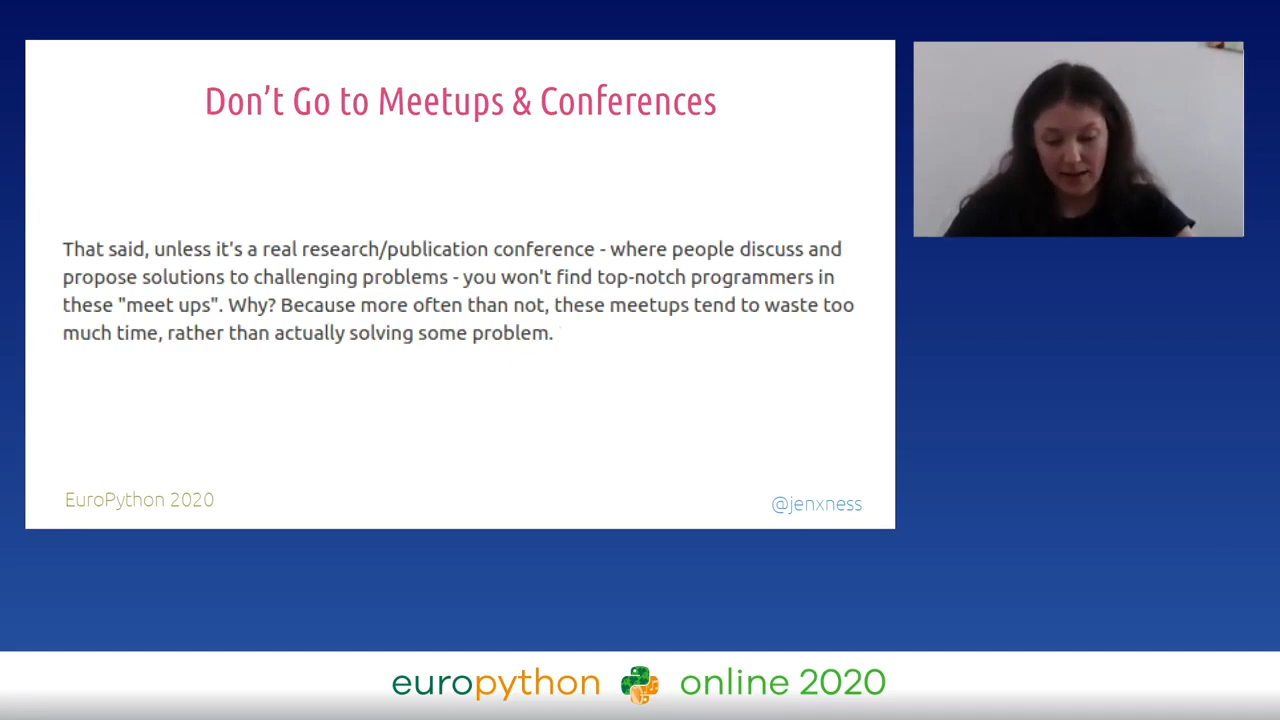 Don't Go to Meetups & Conferences
That said, unless it's a real research/publication conference - where people discuss and
propose solutions to challenging problems - you won't find top-notch programmers in
these "meet ups". Why? Because more often than not, these meetups tend to waste too
much time, rather than actually solving some problem.
EuroPython 2020
@jenxness
europython online 2020